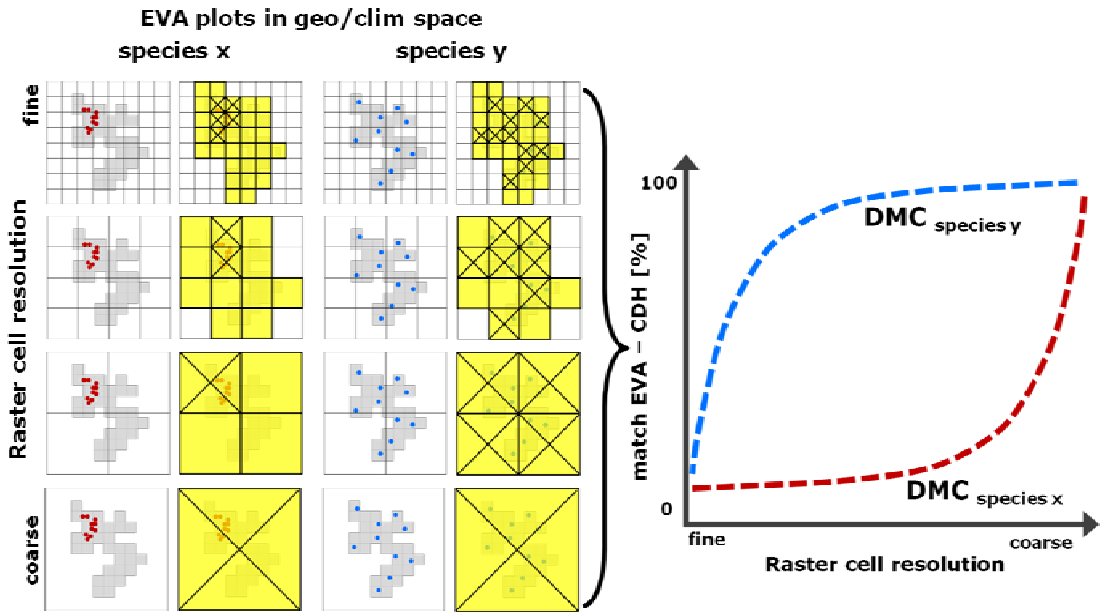 EVA plots in geo/clim space
species x
species y
fine
Raster cell resolution
coarse
100
match EVA – CDH [%]
0
DMC species y
DMC species x
fine
coarse
Raster cell resolution